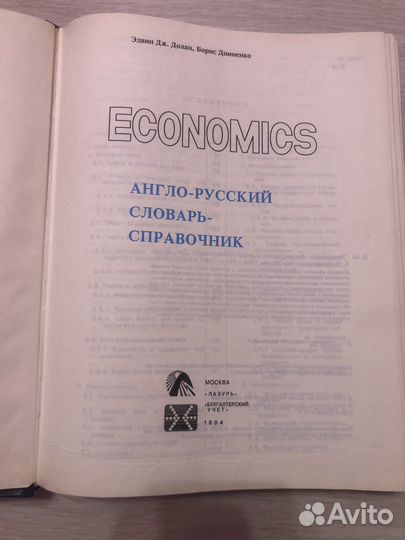 Эдвин Дж. Долан, Борис Домненко
ECONOMICS
АНГЛО-РУССКИЙ
СЛОВАРЬ-
СПРАВОЧНИК
МОСКВА
«ЛАЗУРЬ»
«БУХГАЛТЕРСКИЙ
УЧЕТ»
1994
Avito